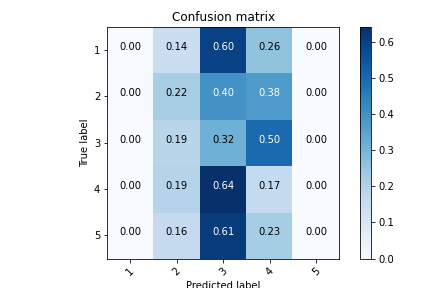 Confusion matrix
True label
1 0.00 0.14 0.60 0.26 0.00
2 0.00 0.22 0.40 0.38 0.00
3 0.00 0.19 0.32 0.50 0.00
4 0.00 0.19 0.64 0.17 0.00
5 0.00 0.16 0.61 0.23 0.00
1 2 3 4 5
Predicted label
0.6
0.5
0.4
0.3
0.2
0.1
0.0